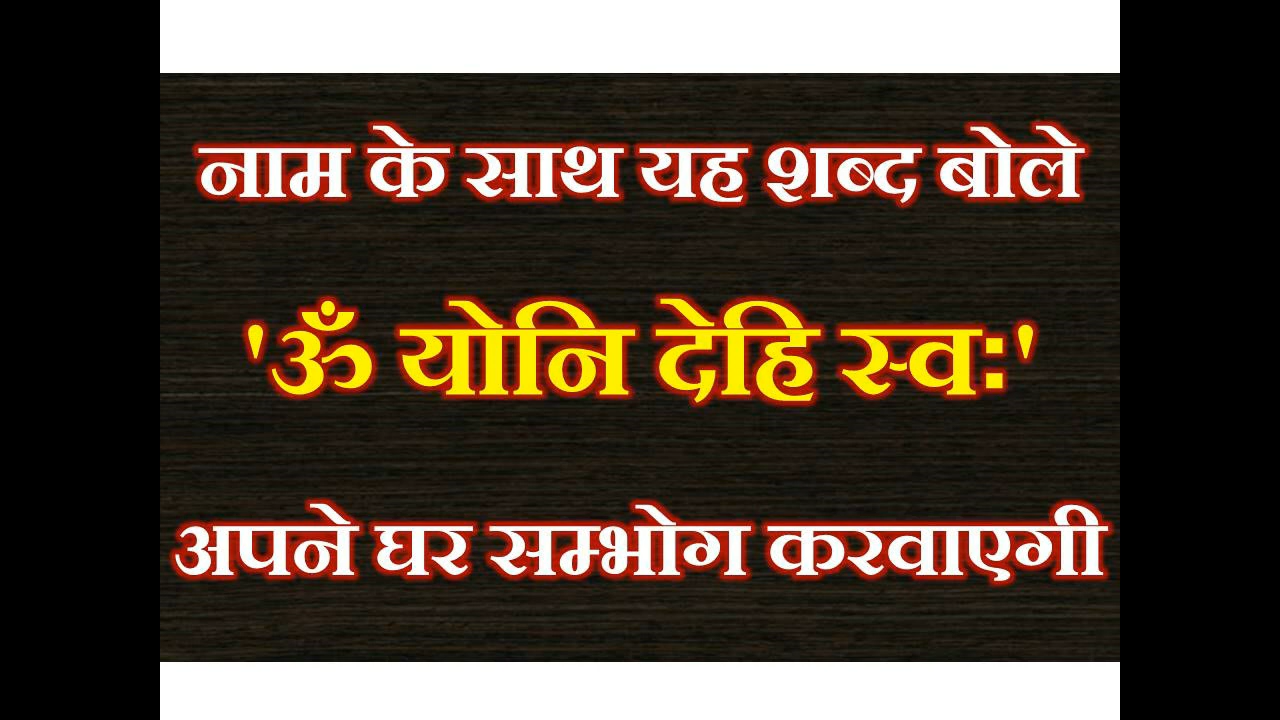 नाम के साथ यह शब्द बोले
'ॐ योनि देहि स्वः'
अपने घर सम्भोग करवाएगी